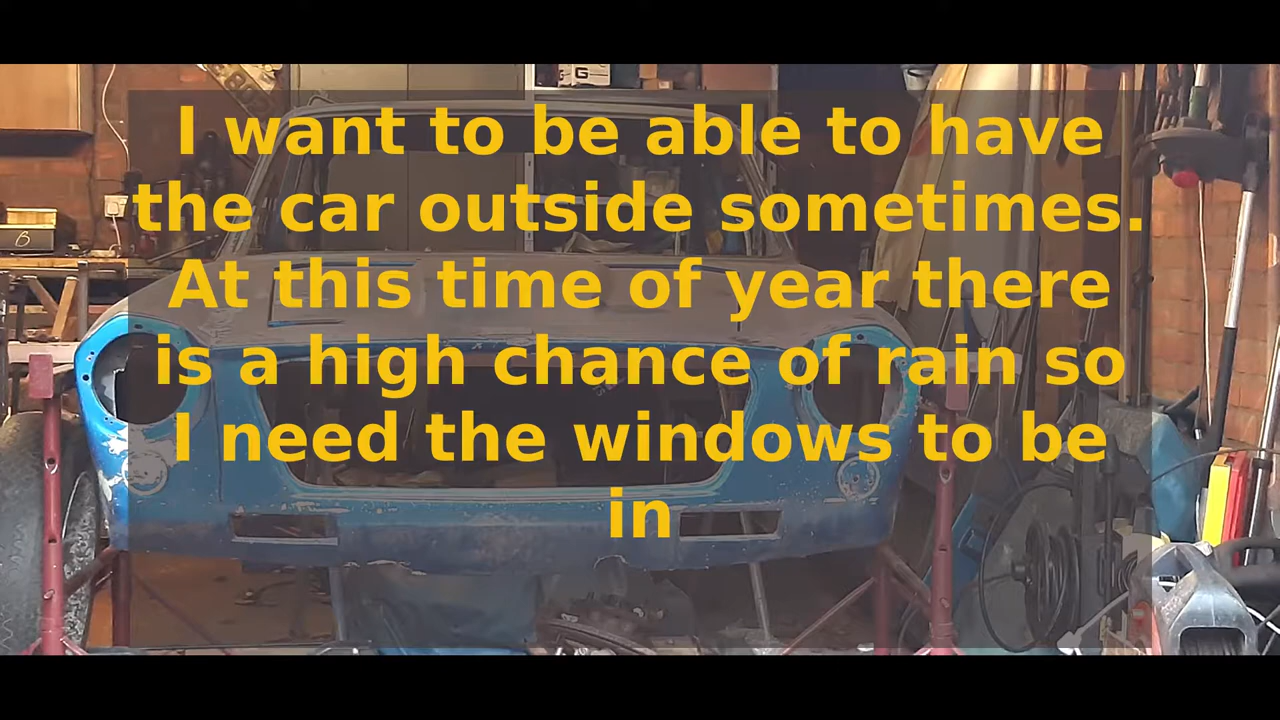 G
I want to be able to have
the car outside sometimes.
At this time of year there
is a high chance of rain so
I need the windows to be
in